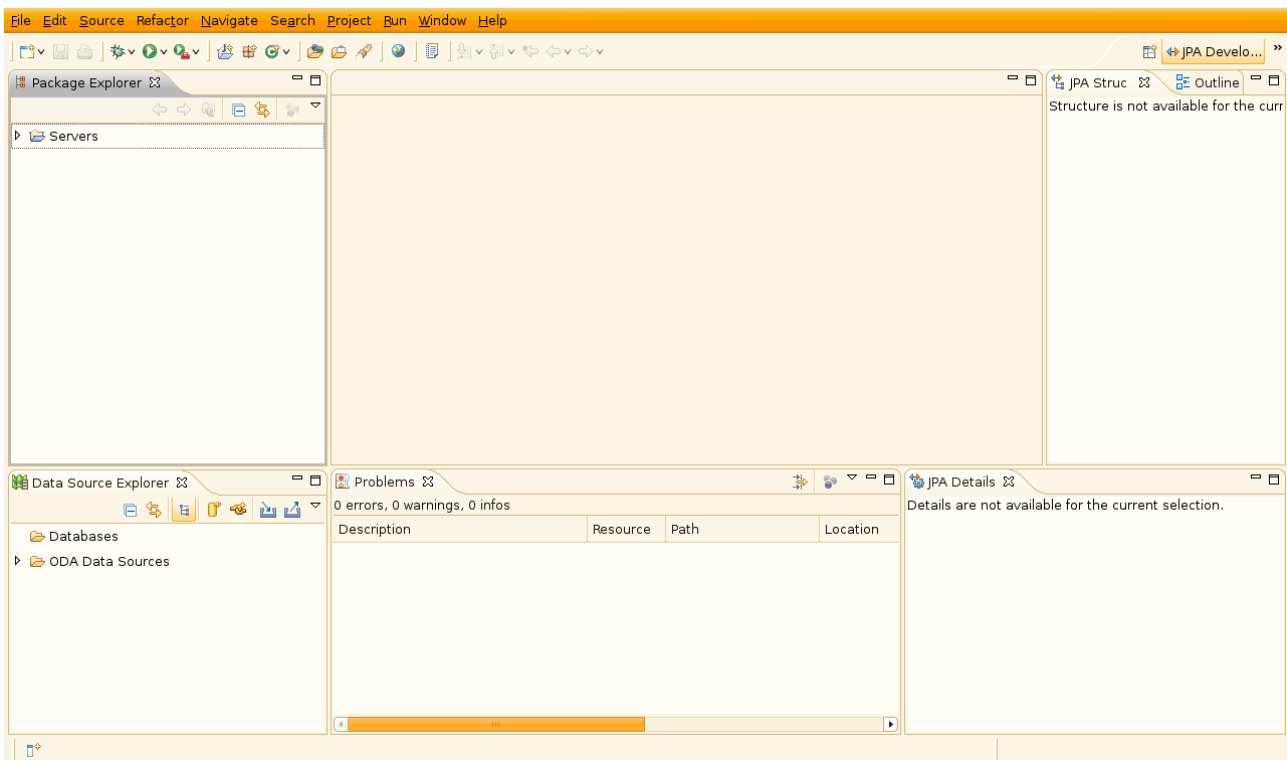 File Edit Source Refactor Navigate Search Project Run Window Help
JPA Develo... »
Package Explorer
Servers
JPA Struc Outline
Structure is not available for the curr
Data Source Explorer
Databases
ODA Data Sources
Problems
0 errors, 0 warnings, 0 infos
Description Resource Path Location
JPA Details
Details are not available for the current selection.